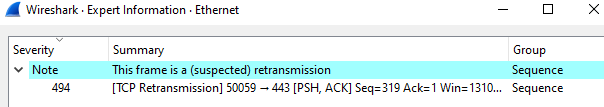 Wireshark · Expert Information · Ethernet
Severity Summary Group
Note This frame is a (suspected) retransmission Sequence
494 [TCP Retransmission] 50059 → 443 [PSH, ACK] Seq=319 Ack=1 Win=1310... Sequence